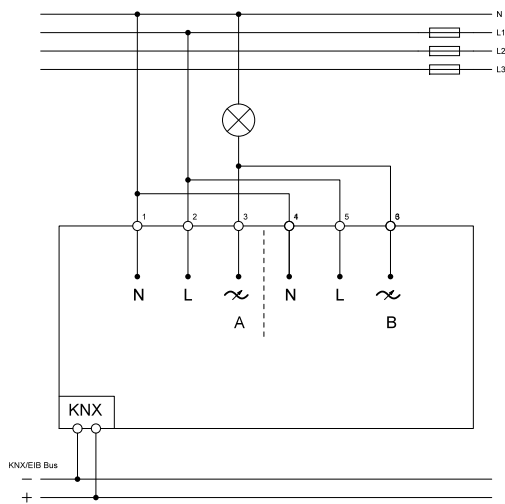 N
L1
L2
L3
1 2 3 4 5 6
N L N L
A B
KNX
KNX/EIB Bus
−
+